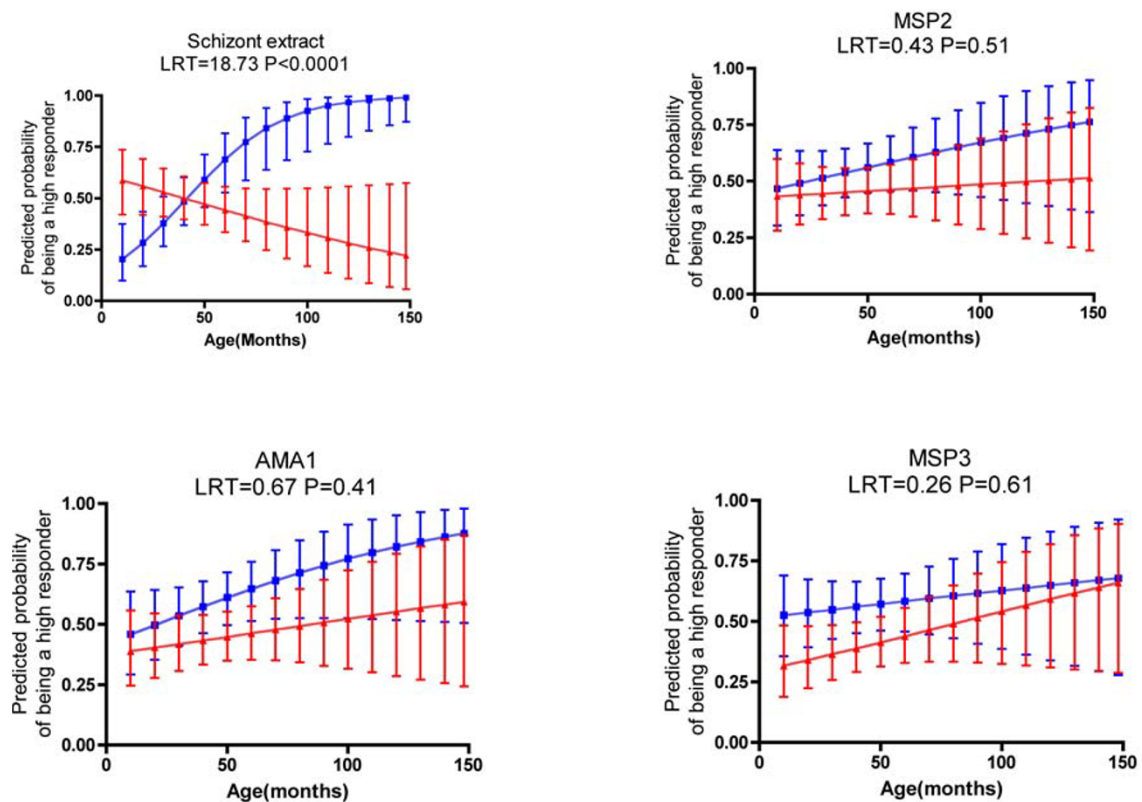 Schizont extract
LRT=18.73 P<0.0001
Predicted probability
of being a high responder
1.00
0.75
0.50
0.25
0.00
0
50
100
150
Age(Months)
MSP2
LRT=0.43 P=0.51
Predicted probability
of being a high responder
1.00
0.75
0.50
0.25
0.00
0
50
100
150
Age(months)
AMA1
LRT=0.67 P=0.41
Predicted probability
of being a high responder
1.00
0.75
0.50
0.25
0.00
0
50
100
150
Age(months)
MSP3
LRT=0.26 P=0.61
Predicted probability
of being a high responder
1.00
0.75
0.50
0.25
0.00
0
50
100
150
Age(months)